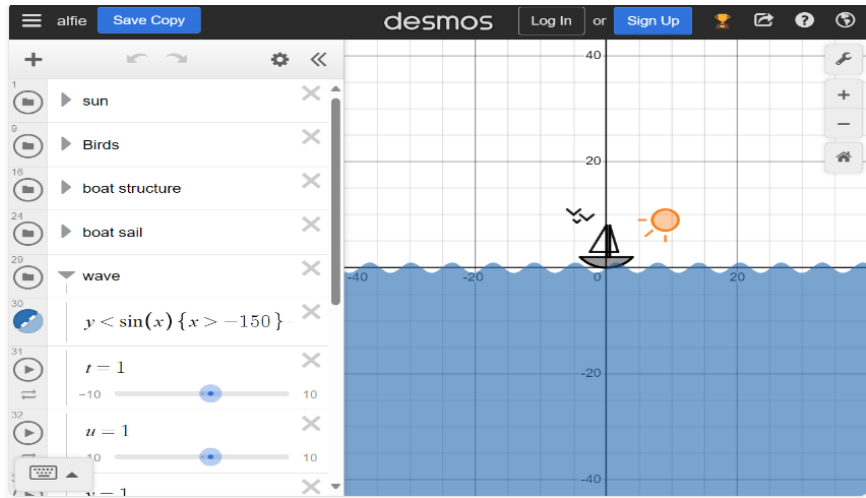 alfie Save Copy desmos Log In or Sign Up
1
sun
9
Birds
16
boat structure
24
boat sail
29
wave
30
y < sin(x) {x > −150}
31
t = 1
−10 10
32
u = 1
10 10
= 1
40
20
-40 -20 0 20
-20
-40